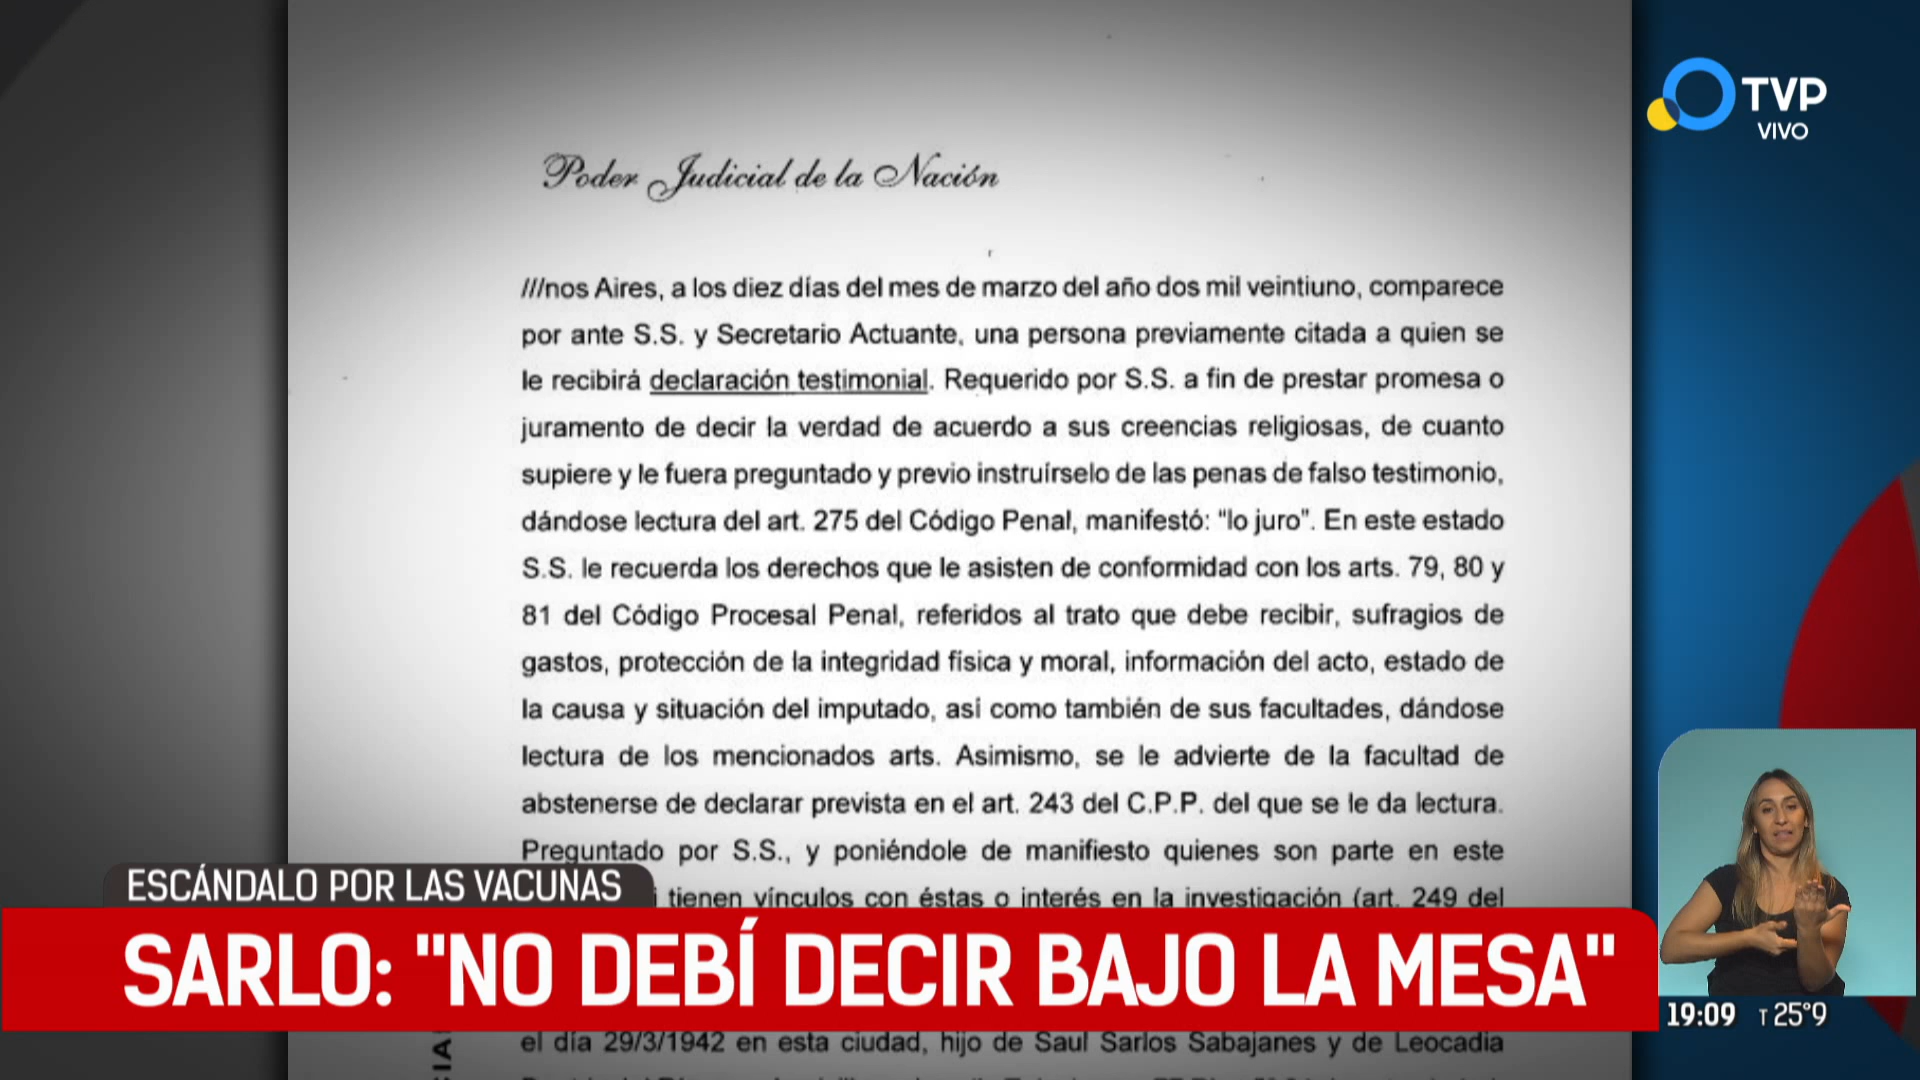 TVP
VIVO
Poder Judicial de la Nación
///nos Aires, a los diez días del mes de marzo del año dos mil veintiuno, comparece
por ante S.S. y Secretario Actuante, una persona previamente citada a quien se
le recibirá declaración testimonial. Requerido por S.S. a fin de prestar promesa o
juramento de decir la verdad de acuerdo a sus creencias religiosas, de cuanto
supiere y le fuera preguntado y previo instruírselo de las penas de falso testimonio,
dándose lectura del art. 275 del Código Penal, manifestó: “lo juro”. En este estado
S.S. le recuerda los derechos que le asisten de conformidad con los arts. 79, 80 y
81 del Código Procesal Penal, referidos al trato que debe recibir, sufragios de
gastos, protección de la integridad física y moral, información del acto, estado de
la causa y situación del imputado, así como también de sus facultades, dándose
lectura de los mencionados arts. Asimismo, se le advierte de la facultad de
abstenerse de declarar prevista en el art. 243 del C.P.P. del que se le da lectura.
Preguntado por S.S., y poniéndole de manifiesto quienes son parte en este
tienen vínculos con éstas o interés en la investigación (art. 249 del
ESCÁNDALO POR LAS VACUNAS
SARLO: "NO DEBÍ DECIR BAJO LA MESA"
el día 29/3/1942 en esta ciudad, hijo de Saul Sarlos Sabajanes y de Leocadia
19:09 T 25°9